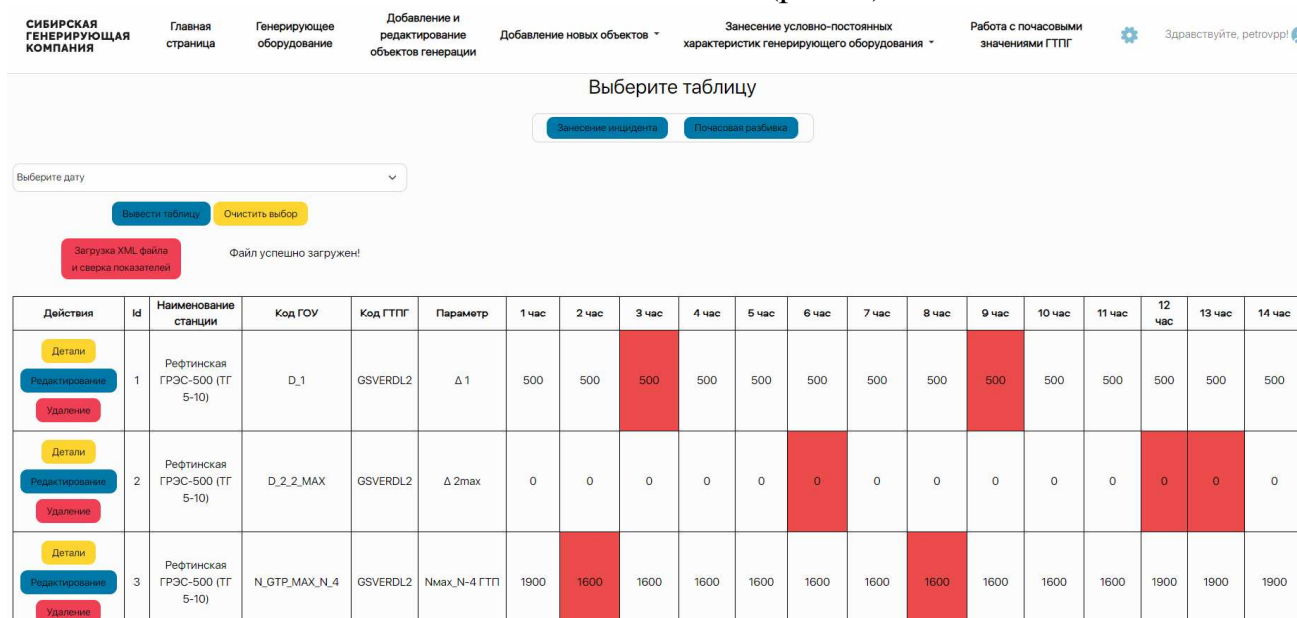 СИБИРСКАЯ
ГЕНЕРИРУЮЩАЯ
КОМПАНИЯ
Главная
страница
Генерирующее
оборудование
Добавление и
редактирование
объектов генерации
Добавление новых объектов
Занесение условно-постоянных
характеристик генерирующего оборудования
Работа с почасовыми
значениями ГТПГ
Здравствуйте, petrovpp!
Выберите таблицу
Занесение инцидента Почасовая разбивка
Выберите дату
Вывести таблицу Очистить выбор
Загрузка XML файла
и сверка показателей
Файл успешно загружен!
Действия Id Наименование станции Код ГОУ Код ГТПГ Параметр 1 час 2 час 3 час 4 час 5 час 6 час 7 час 8 час 9 час 10 час 11 час 12 час 13 час 14 час
Детали
Редактирование
Удаление
1
Рефтинская
ГРЭС-500 (ТГ
5-10)
D_1 GSVERDL2 Δ 1 500 500 500 500 500 500 500 500 500 500 500 500 500 500
Детали
Редактирование
Удаление
2
Рефтинская
ГРЭС-500 (ТГ
5-10)
D_2_2_MAX GSVERDL2 Δ 2max 0 0 0 0 0 0 0 0 0 0 0 0 0 0
Детали
Редактирование
Удаление
3
Рефтинская
ГРЭС-500 (ТГ
5-10)
N_GTP_MAX_N_4 GSVERDL2 Nмах_N-4 ГТП 1900 1600 1600 1600 1600 1600 1600 1600 1600 1600 1600 1900 1900 1900